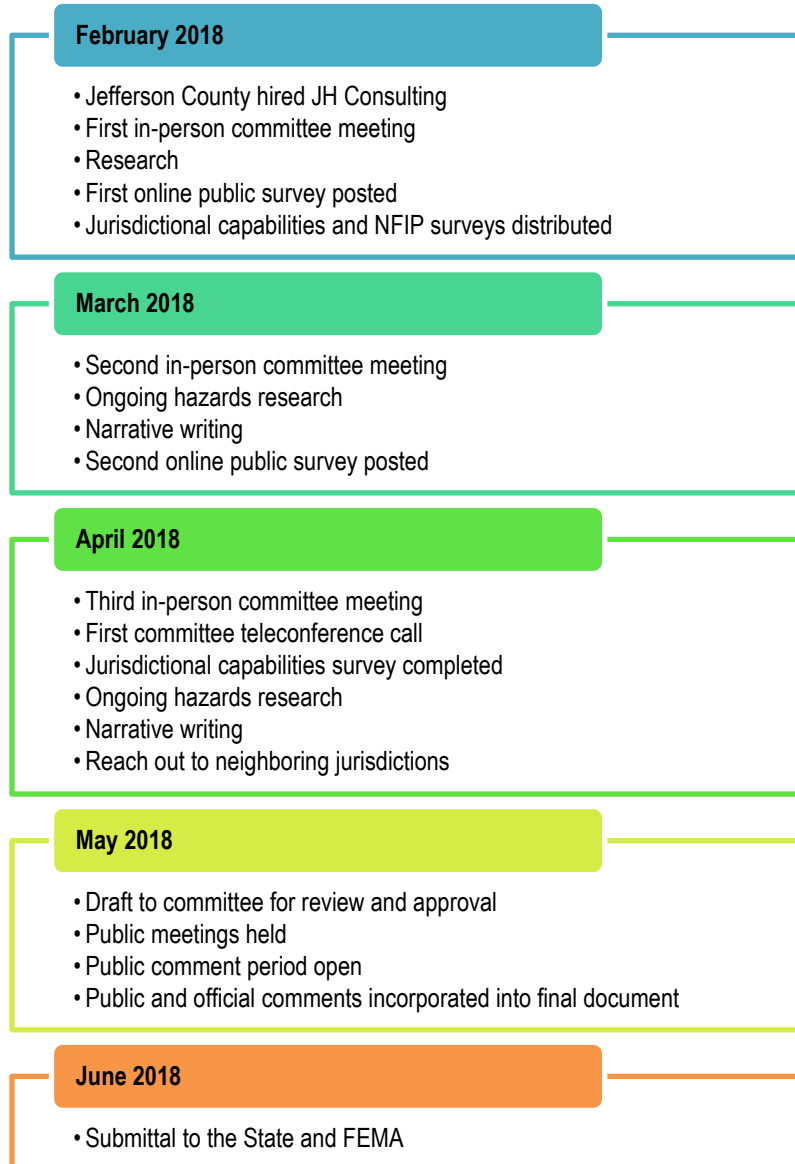 February 2018
• Jefferson County hired JH Consulting
• First in-person committee meeting
• Research
• First online public survey posted
• Jurisdictional capabilities and NFIP surveys distributed
March 2018
• Second in-person committee meeting
• Ongoing hazards research
• Narrative writing
• Second online public survey posted
April 2018
• Third in-person committee meeting
• First committee teleconference call
• Jurisdictional capabilities survey completed
• Ongoing hazards research
• Narrative writing
• Reach out to neighboring jurisdictions
May 2018
• Draft to committee for review and approval
• Public meetings held
• Public comment period open
• Public and official comments incorporated into final document
June 2018
• Submittal to the State and FEMA